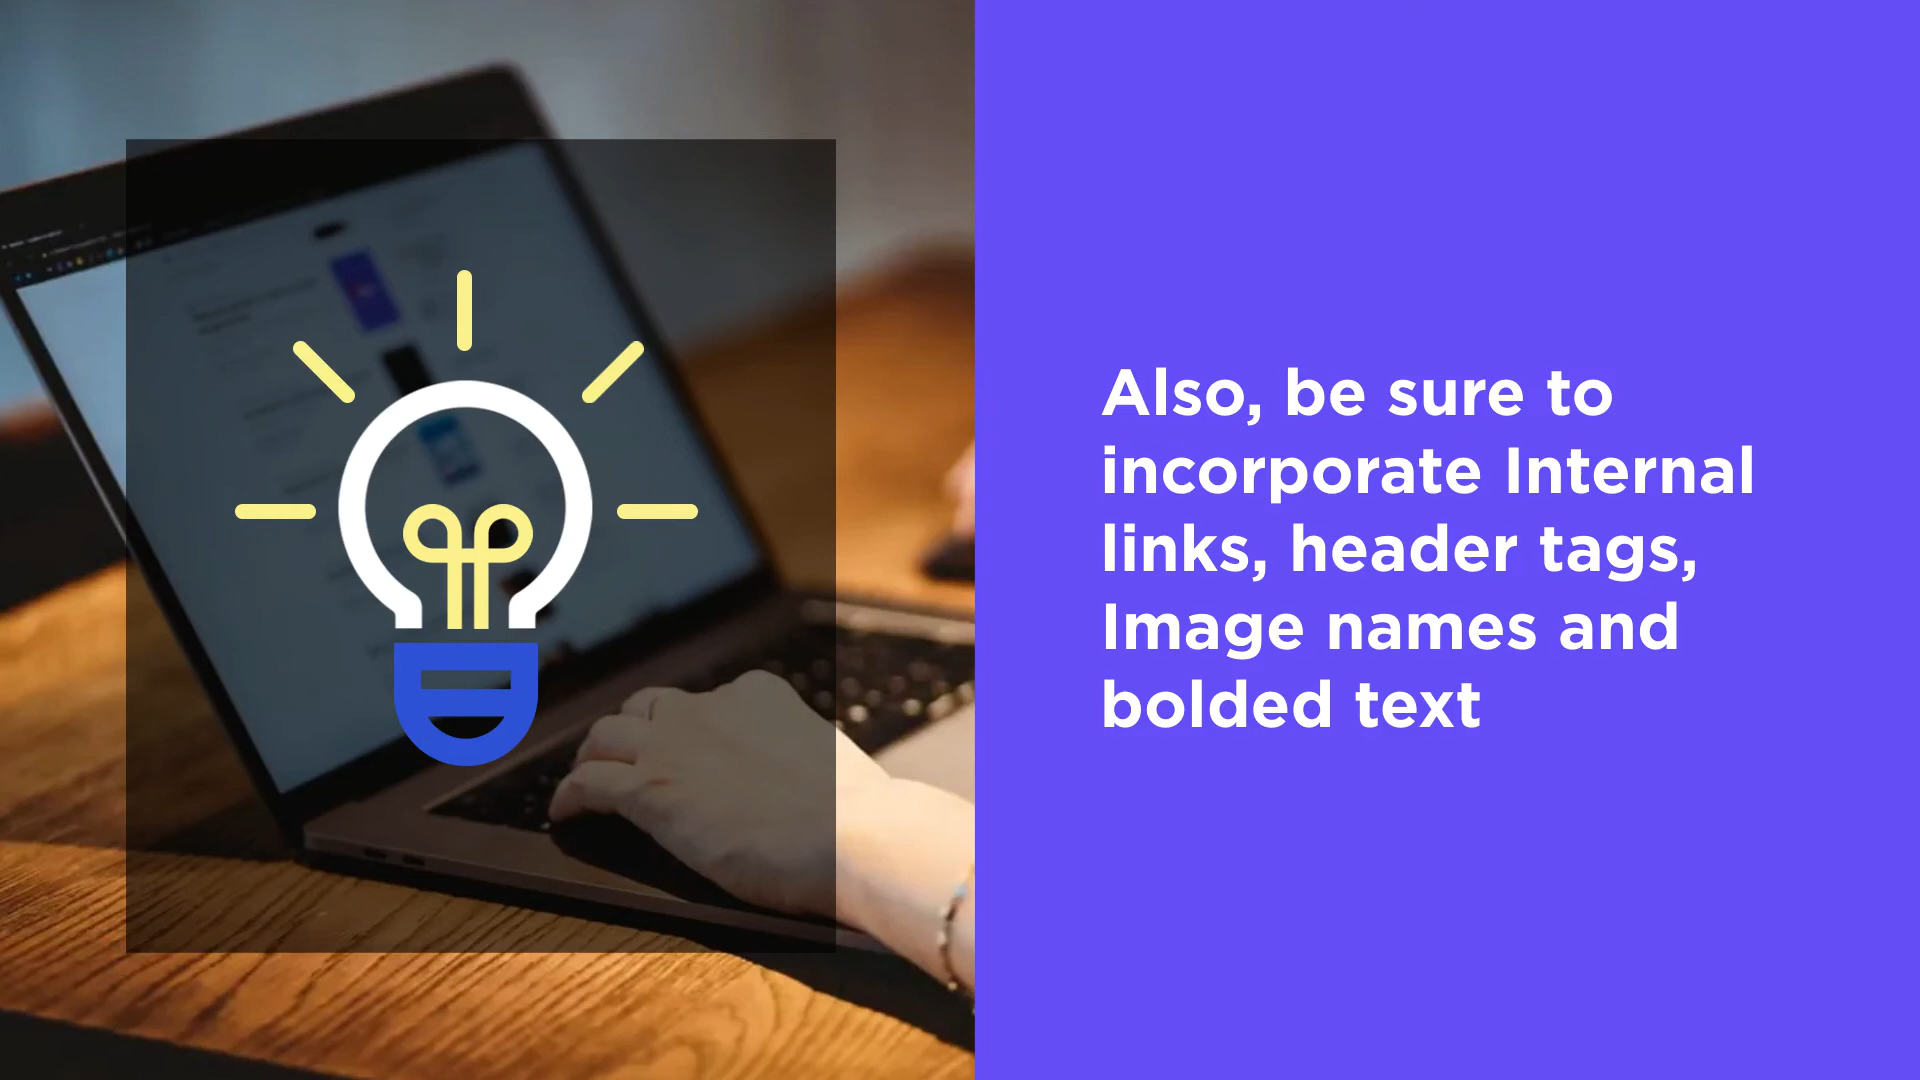 Also, be sure to
incorporate Internal
links, header tags,
Image names and
bolded text